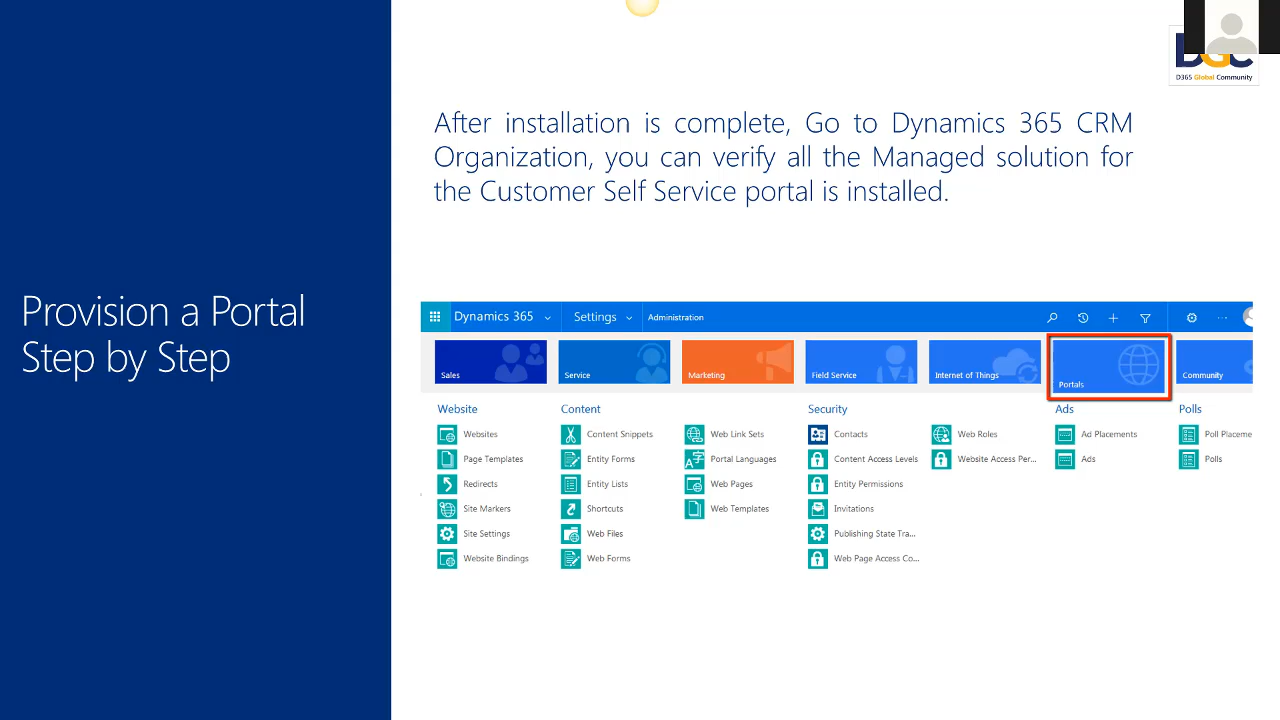 D365 Global Community
After installation is complete, Go to Dynamics 365 CRM
Organization, you can verify all the Managed solution for
the Customer Self Service portal is installed.
Provision a Portal
Step by Step
Dynamics 365 Settings Administration
Sales Service Marketing Field Service Internet of Things Portals Community
Website Content Security Ads Polls
Websites Content Snippets Web Link Sets Contacts Web Roles Ad Placements Poll Placeme
Page Templates Entity Forms Portal Languages Content Access Levels Website Access Per... Ads Polls
Redirects Entity Lists Web Pages Entity Permissions
Site Markers Shortcuts Web Templates Invitations
Site Settings Web Files Publishing State Tra...
Website Bindings Web Forms Web Page Access Co...